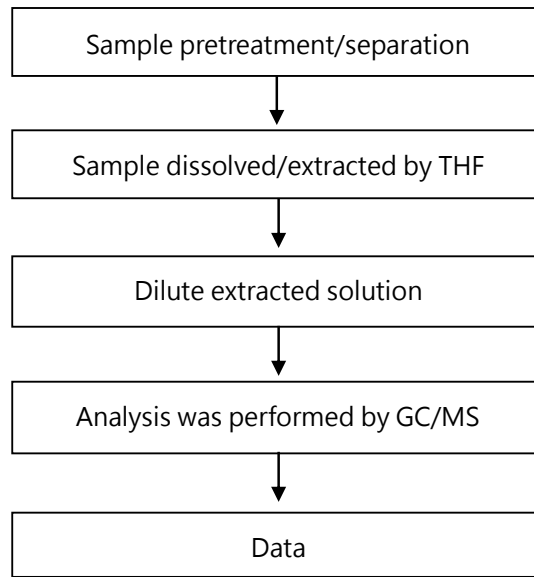 Sample pretreatment/separation
Sample dissolved/extracted by THF
Dilute extracted solution
Analysis was performed by GC/MS
Data